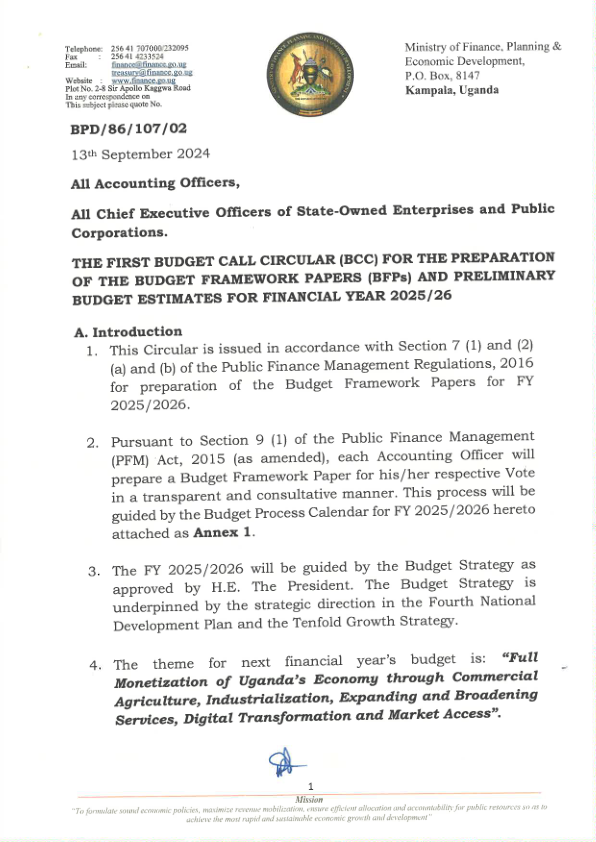 Telephone: 256 41 707000/232095
Fax : 256 41 4233524
Email: finance@finance.go.ug
treasury@finance.go.ug
Website : www.finance.go.ug
Plot No. 2-8 Sir Apollo Kaggwa Road
In any correspondence on
This subject please quote No.
Ministry of Finance, Planning &
Economic Development,
P.O. Box, 8147
Kampala, Uganda
BPD/86/107/02
13th September 2024
All Accounting Officers,
All Chief Executive Officers of State-Owned Enterprises and Public
Corporations.
THE FIRST BUDGET CALL CIRCULAR (BCC) FOR THE PREPARATION
OF THE BUDGET FRAMEWORK PAPERS (BFPs) AND PRELIMINARY
BUDGET ESTIMATES FOR FINANCIAL YEAR 2025/26
A. Introduction
1. This Circular is issued in accordance with Section 7 (1) and (2)
(a) and (b) of the Public Finance Management Regulations, 2016
for preparation of the Budget Framework Papers for FY
2025/2026.
2. Pursuant to Section 9 (1) of the Public Finance Management
(PFM) Act, 2015 (as amended), each Accounting Officer will
prepare a Budget Framework Paper for his/her respective Vote
in a transparent and consultative manner. This process will be
guided by the Budget Process Calendar for FY 2025/2026 hereto
attached as Annex 1.
3. The FY 2025/2026 will be guided by the Budget Strategy as
approved by H.E. The President. The Budget Strategy is
underpinned by the strategic direction in the Fourth National
Development Plan and the Tenfold Growth Strategy.
4. The theme for next financial year's budget is: "Full
Monetization of Uganda's Economy through Commercial
Agriculture, Industrialization, Expanding and Broadening
Services, Digital Transformation and Market Access".
1
Mission
"To formulate sound economic policies, maximize revenue mobilization, ensure efficient allocation and accountability for public resources so as to
achieve the most rapid and sustainable economic growth and development"